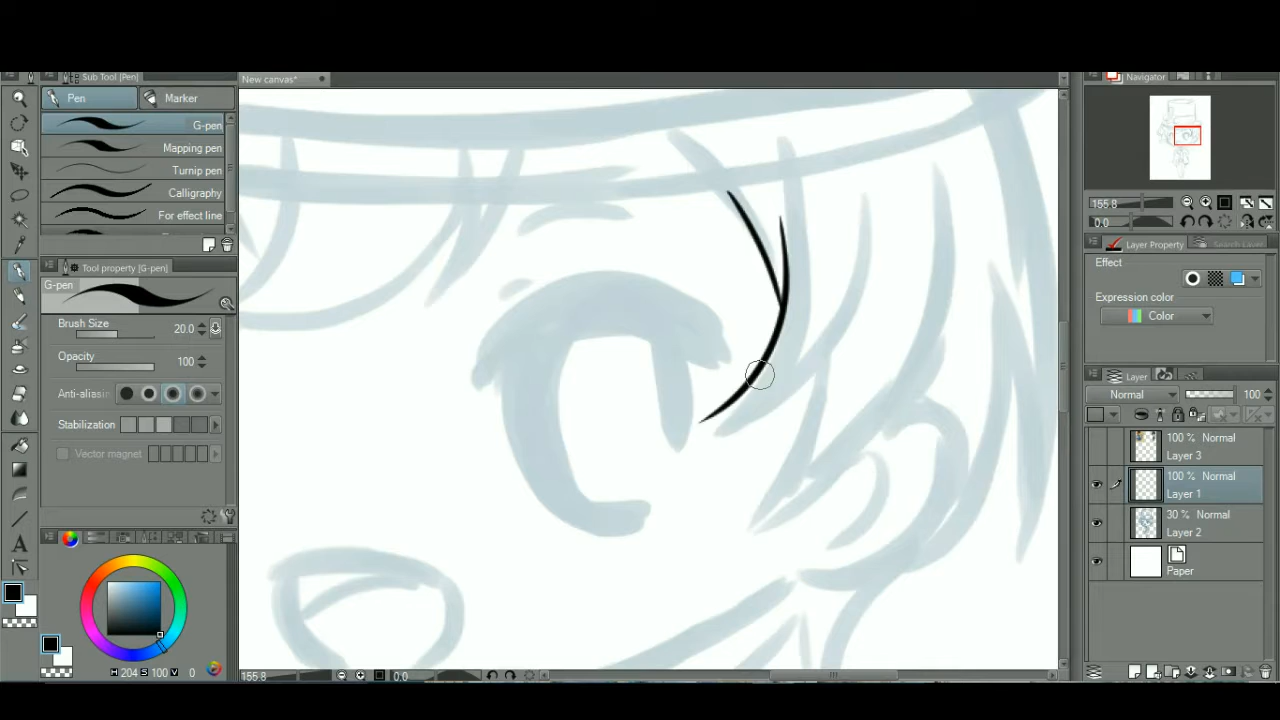 Sub Tool [Pen]
New canvas*
Navigator
Pen
Marker
G-pen
Mapping pen
Turnip pen
Calligraphy
For effect line
155.8
0.0
Layer Property
Search Layer
Effect
Tool property [G-pen]
G-pen
Expression color
Color
Brush Size
20.0
Opacity
100
Layer
Anti-aliasin
Normal
100
Stabilization
100 % Normal
Layer 3
Vector magnet
100 % Normal
Layer 1
30 % Normal
Layer 2
Paper
A
H 204 S 100 V 0
155.8
0.0